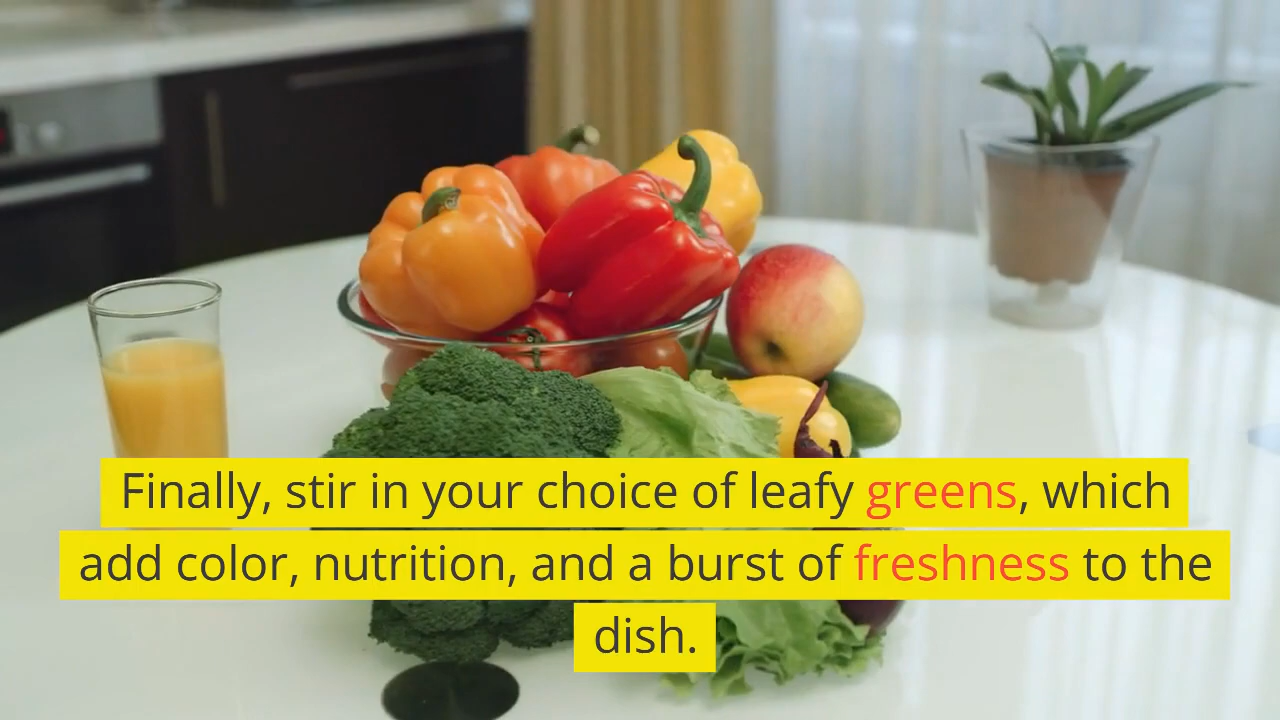 Finally, stir in your choice of leafy greens, which
add color, nutrition, and a burst of freshness to the
dish.